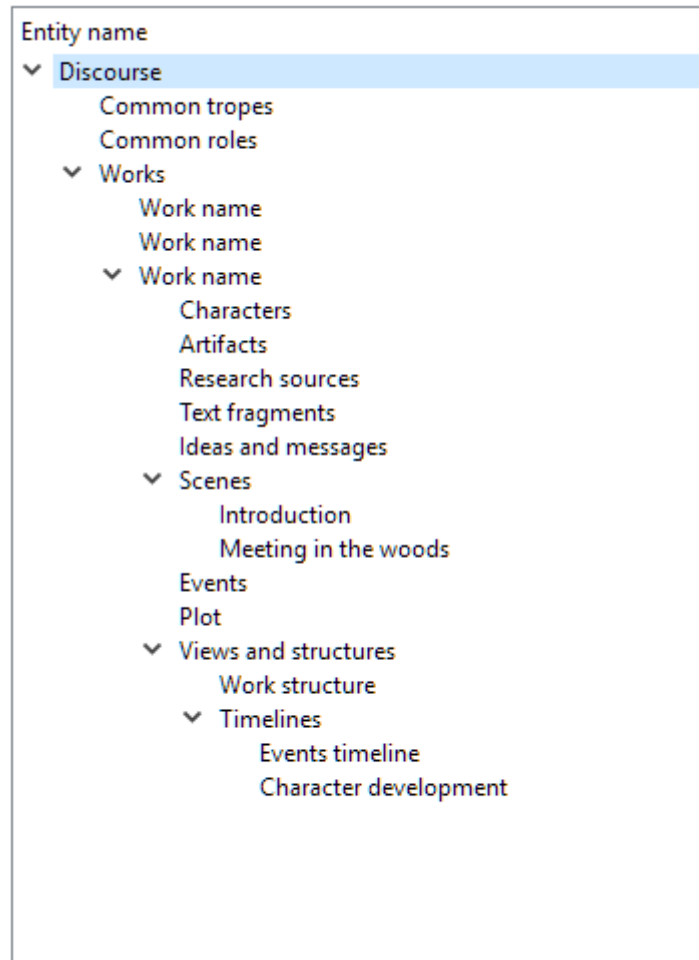 Entity name
Discourse
Common tropes
Common roles
Works
Work name
Work name
Work name
Characters
Artifacts
Research sources
Text fragments
Ideas and messages
Scenes
Introduction
Meeting in the woods
Events
Plot
Views and structures
Work structure
Timelines
Events timeline
Character development